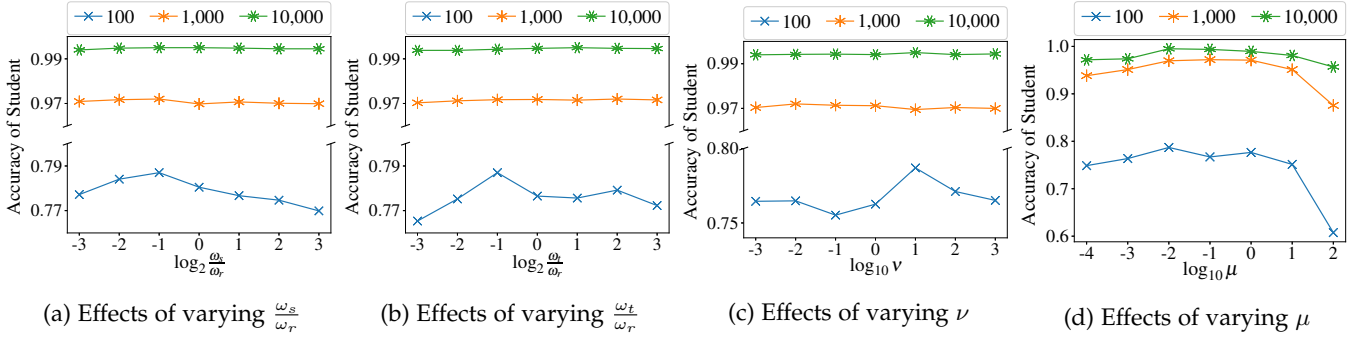 100 1,000 10,000
Accuracy of Student
0.99
0.97
0.79
0.77
-3 -2 -1 0 1 2 3
log₂ ωₛ/ωᵣ
(a) Effects of varying ωₛ/ωᵣ
100 1,000 10,000
Accuracy of Student
0.99
0.97
0.79
0.77
-3 -2 -1 0 1 2 3
log₂ ωₜ/ωᵣ
(b) Effects of varying ωₜ/ωᵣ
100 1,000 10,000
Accuracy of Student
0.99
0.97
0.80
0.75
-3 -2 -1 0 1 2 3
log₁₀ ν
(c) Effects of varying ν
100 1,000 10,000
Accuracy of Student
1.0
0.9
0.8
0.7
0.6
-4 -3 -2 -1 0 1 2
log₁₀ μ
(d) Effects of varying μ